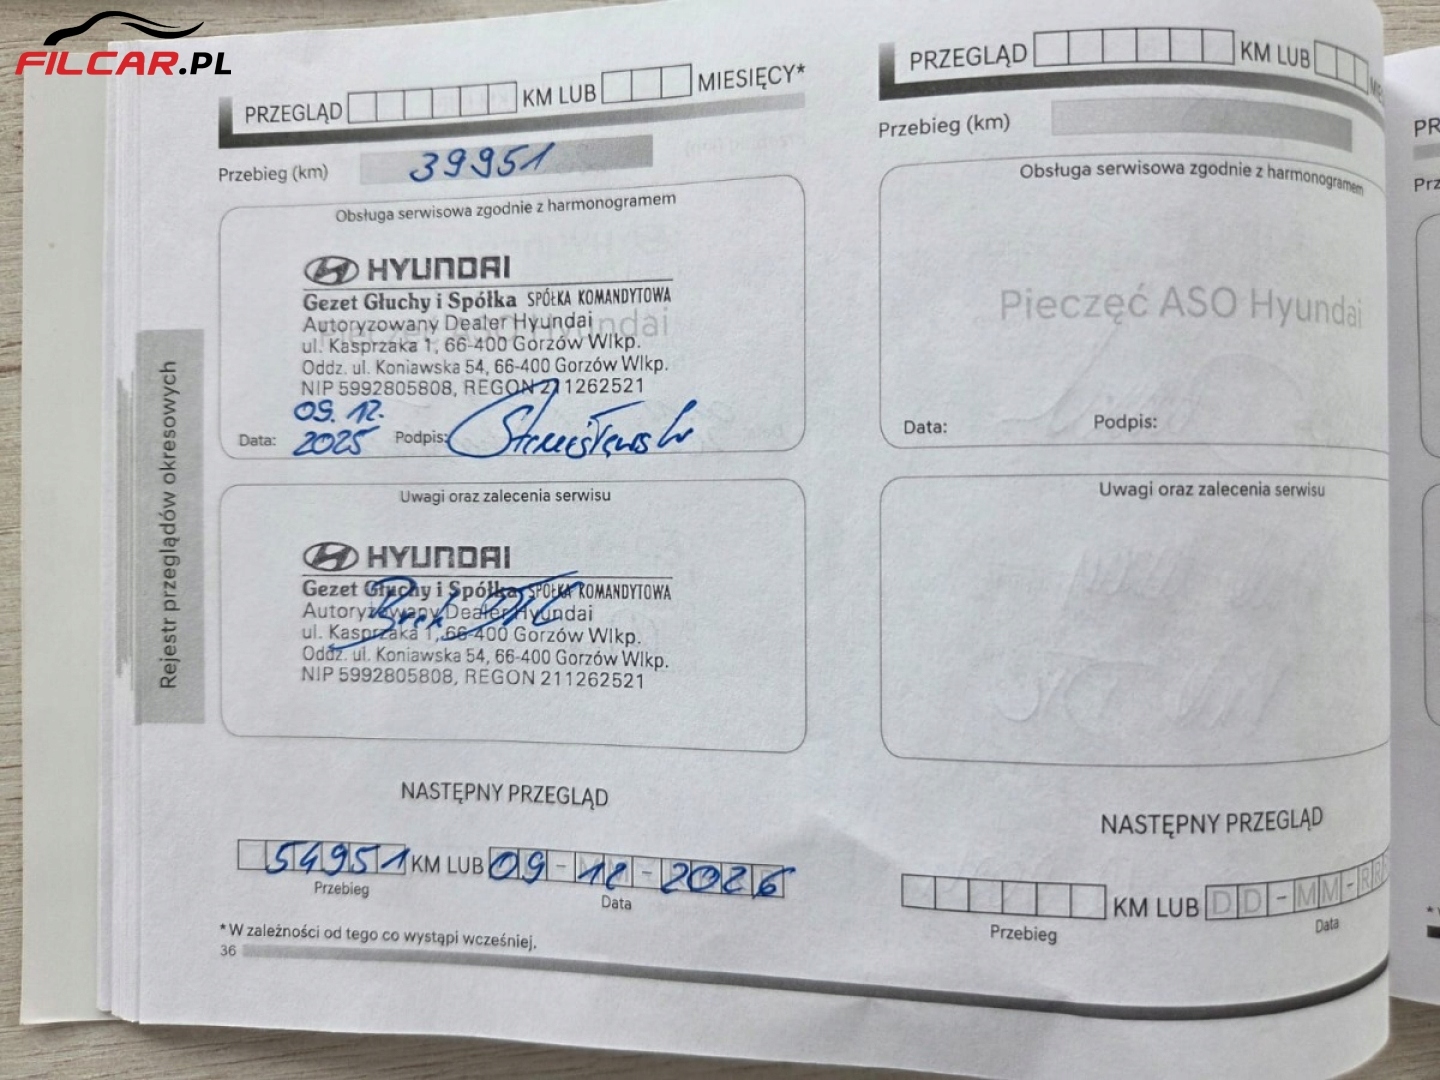 FILCAR.PL
PRZEGLĄD KM LUB MIESIĘCY*
Przebieg (km) 39951
Obsługa serwisowa zgodnie z harmonogramem
HYUNDAI
Gezet Głuchy i Spółka SPÓŁKA KOMANDYTOWA
Autoryzowany Dealer Hyundai
ul. Kasprzaka 1, 66-400 Gorzów Wlkp.
Oddz. ul. Koniawska 54, 66-400 Gorzów Wlkp.
NIP 5992805808, REGON 211262521
09. 12.
Data: 2025 Podpis:
Uwagi oraz zalecenia serwisu
HYUNDAI
Gezet Głuchy i Spółka SPÓŁKA KOMANDYTOWA
Autoryzowany Dealer Hyundai
ul. Kasprzaka 1, 66-400 Gorzów Wlkp.
Oddz. ul. Koniawska 54, 66-400 Gorzów Wlkp.
NIP 5992805808, REGON 211262521
NASTĘPNY PRZEGLĄD
54951 KM LUB 09-12-2026
Przebieg Data
*W zależności od tego co wystąpi wcześniej.
36
Rejestr przeglądów okresowych
PRZEGLĄD KM LUB
Przebieg (km)
Obsługa serwisowa zgodnie z harmonogramem
Pieczęć ASO Hyundai
Data: Podpis:
Uwagi oraz zalecenia serwisu
NASTĘPNY PRZEGLĄD
KM LUB DD-MM-RR
Przebieg Data